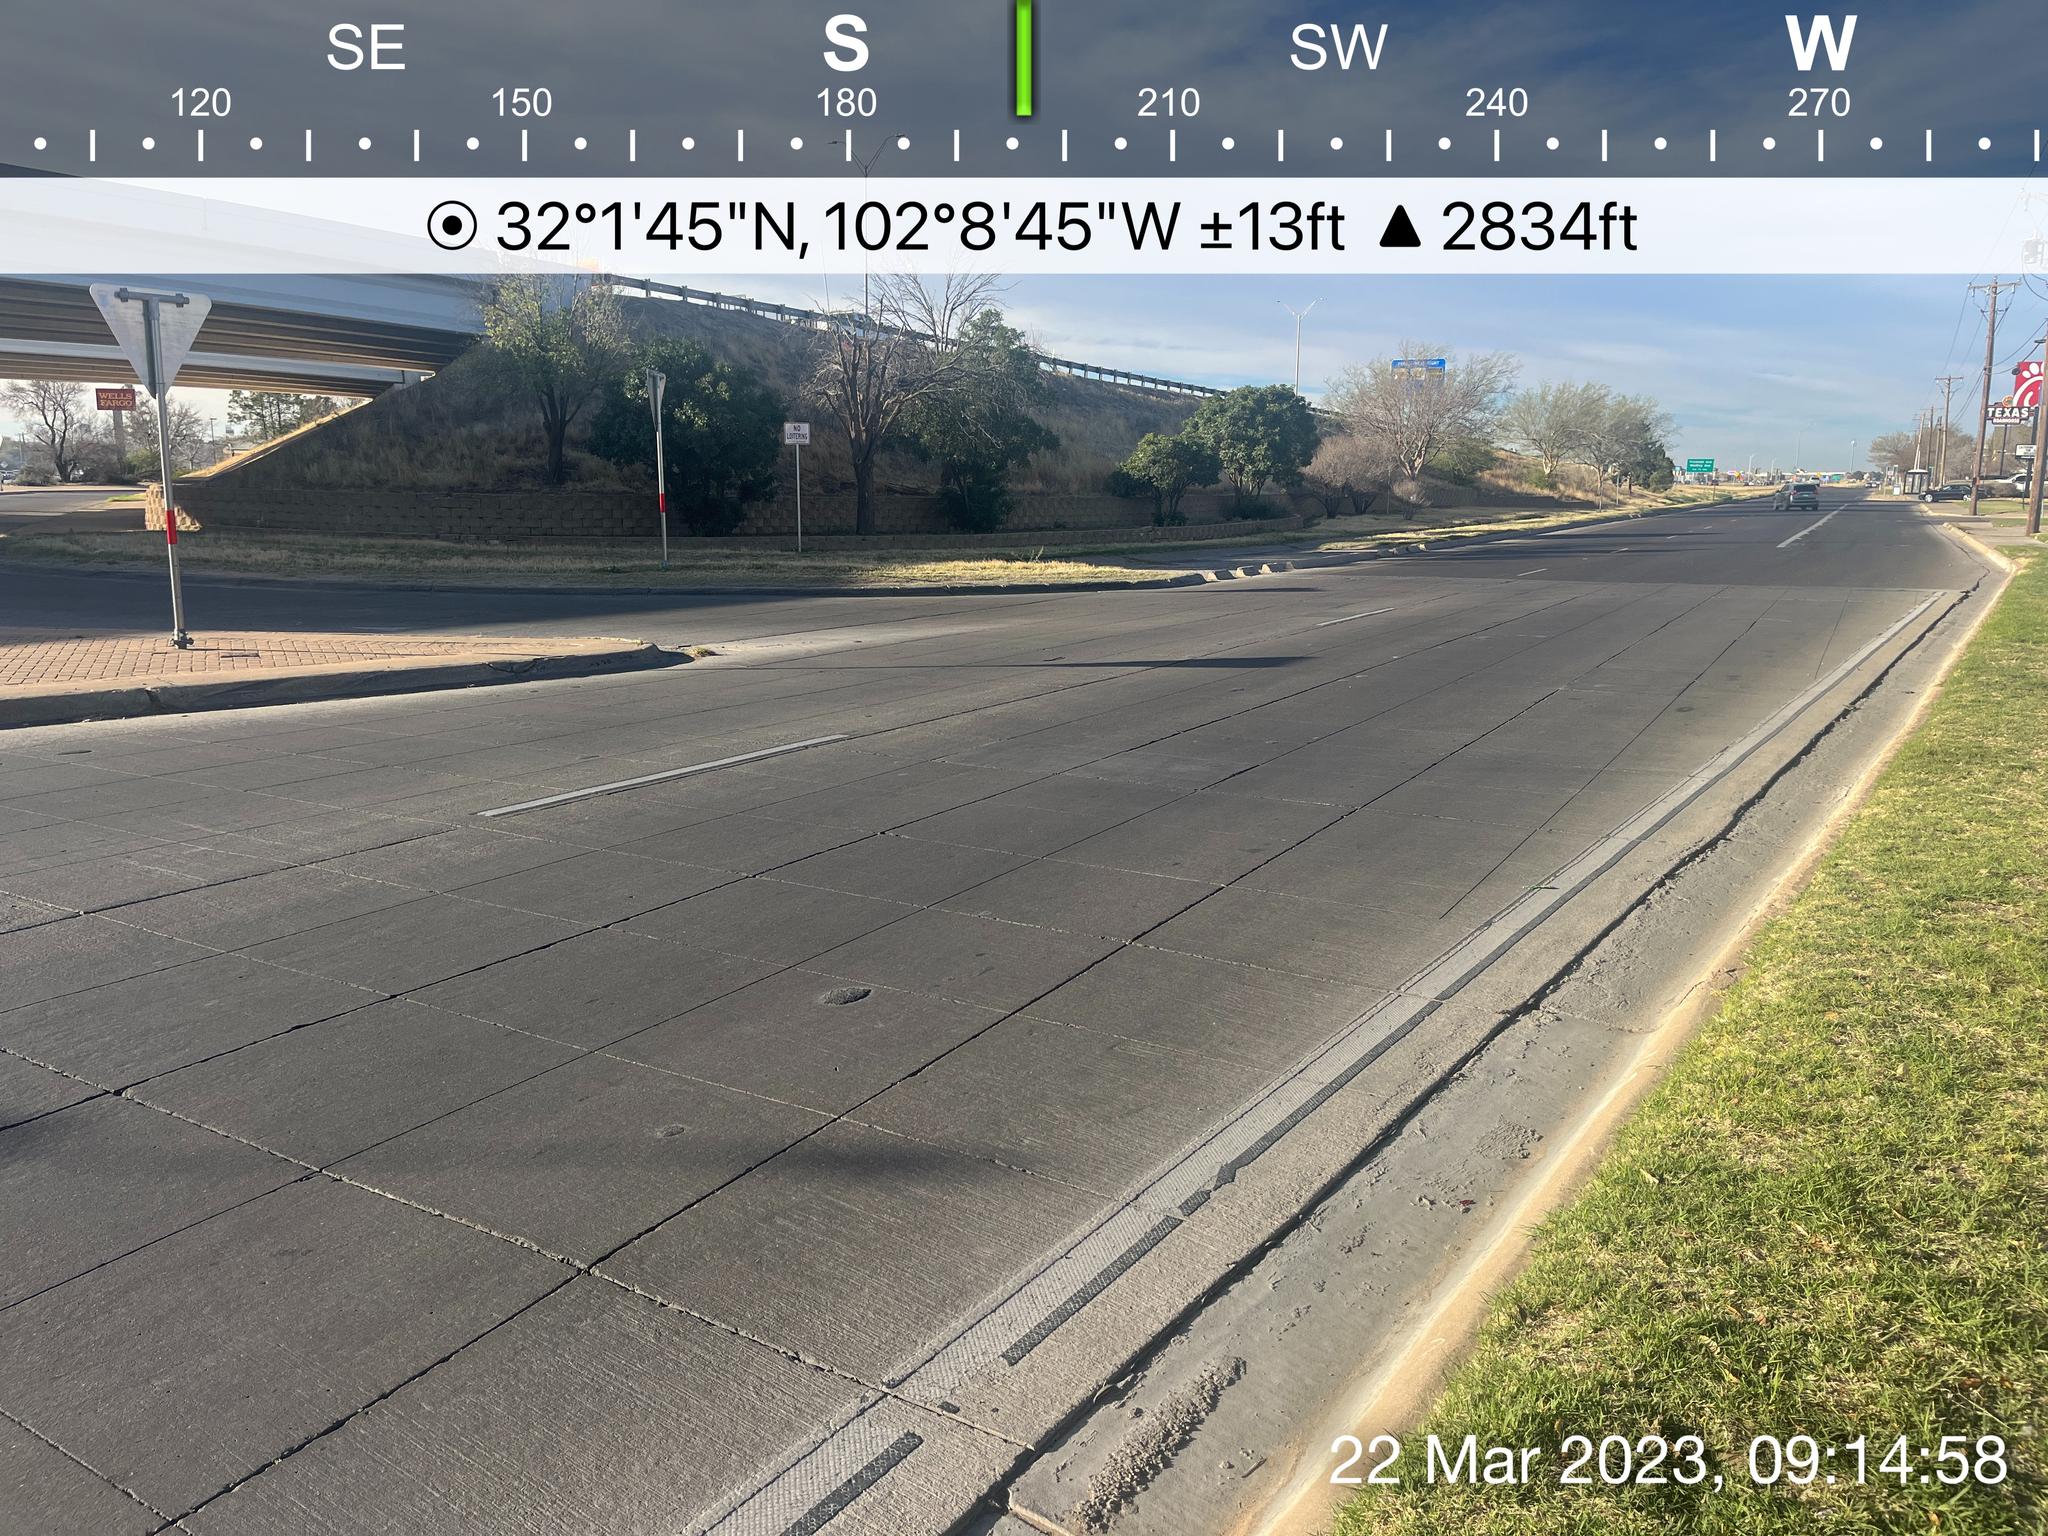 SE S SW W
120 150 180 210 240 270
32°1'45"N, 102°8'45"W ±13ft ▲ 2834ft
WELLS
FARGO
NO
LOITERING
TEXAS
ROADHOUSE
22 Mar 2023, 09:14:58